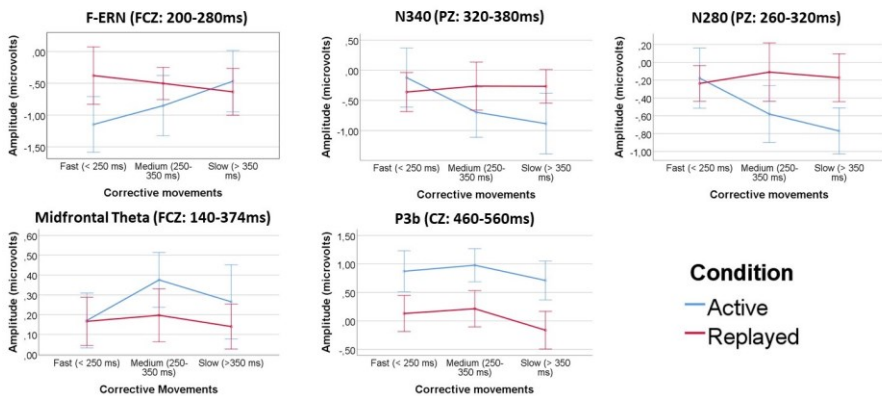 F-ERN (FCZ: 200-280ms)
Amplitude (microvolts)
,00
-,50
-1,00
-1,50
Fast (< 250 ms)
Medium (250-
350 ms)
Slow (> 350
ms)
Corrective movements
N340 (PZ: 320-380ms)
Amplitude (microvolts)
,50
,00
-,50
-1,00
Fast (< 250 ms)
Medium (250-
350 ms)
Slow (> 350
ms)
Corrective movements
N280 (PZ: 260-320ms)
Amplitude (microvolts)
,20
,00
-,20
-,40
-,60
-,80
-1,00
Fast (< 250 ms)
Medium (250-
350 ms)
Slow (> 350
ms)
Corrective movements
Midfrontal Theta (FCZ: 140-374ms)
Amplitude (microvolts)
,60
,50
,40
,30
,20
,10
,00
Fast (< 250 ms)
Medium (250-
350 ms)
Slow (>350 ms)
Corrective Movements
P3b (CZ: 460-560ms)
Amplitude (microvolts)
1,50
1,00
,50
,00
-,50
Fast (< 250 ms)
Medium (250-
350 ms)
Slow (> 350
ms)
Corrective movements
Condition
Active
Replayed